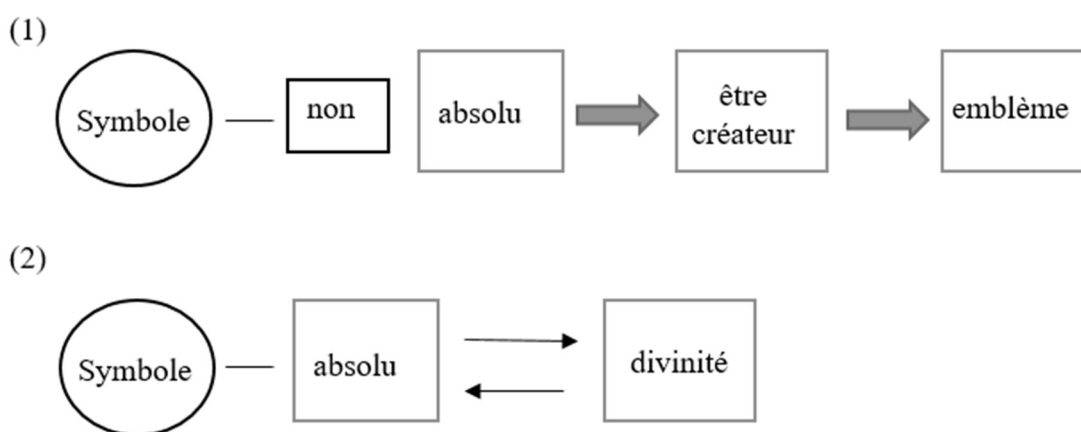 (1)
Symbole
non
absolu
être
créateur
emblème
(2)
Symbole
absolu
divinité